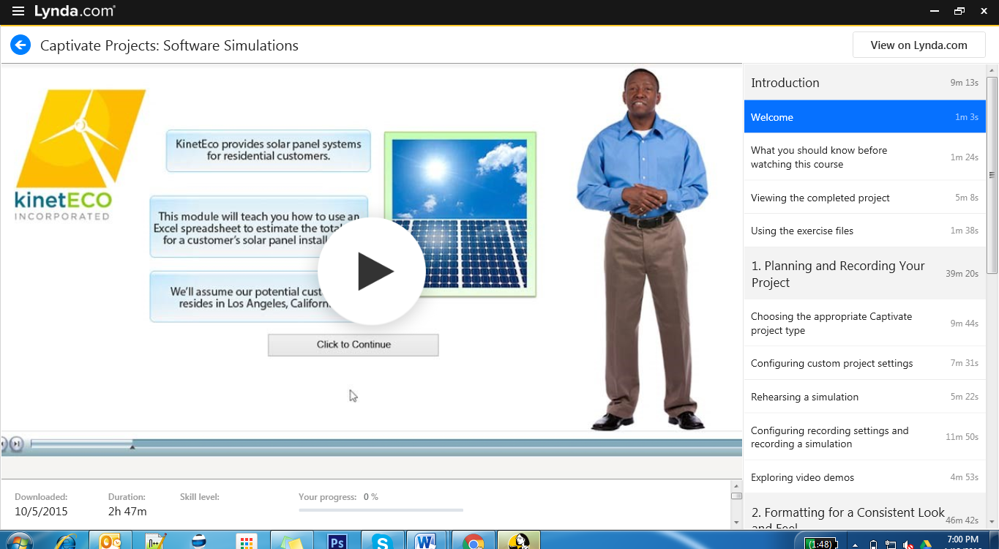 Lynda.com
Captivate Projects: Software Simulations
View on Lynda.com
kinetECO
INCORPORATED
KinetEco provides solar panel systems
for residential customers.
This module will teach you how to use an
Excel spreadsheet to estimate the total
for a customer's solar panel
We'll assume our potential
resides in Los Angeles,
Click to Continue
Introduction 9m 13s
Welcome 1m 3s
What you should know before
watching this course 1m 24s
Viewing the completed project 5m 8s
Using the exercise files 1m 38s
1. Planning and Recording Your
Project 39m 20s
Choosing the appropriate Captivate
project type 9m 44s
Configuring custom project settings 7m 31s
Rehearsing a simulation 5m 22s
Configuring recording settings and
recording a simulation 11m 50s
Exploring video demos 4m 53s
2. Formatting for a Consistent Look
and Feel 46m 42s
Downloaded: Duration: Skill level: Your progress: 0 %
10/5/2015 2h 47m
Ps S W
(1:48) 7:00 PM